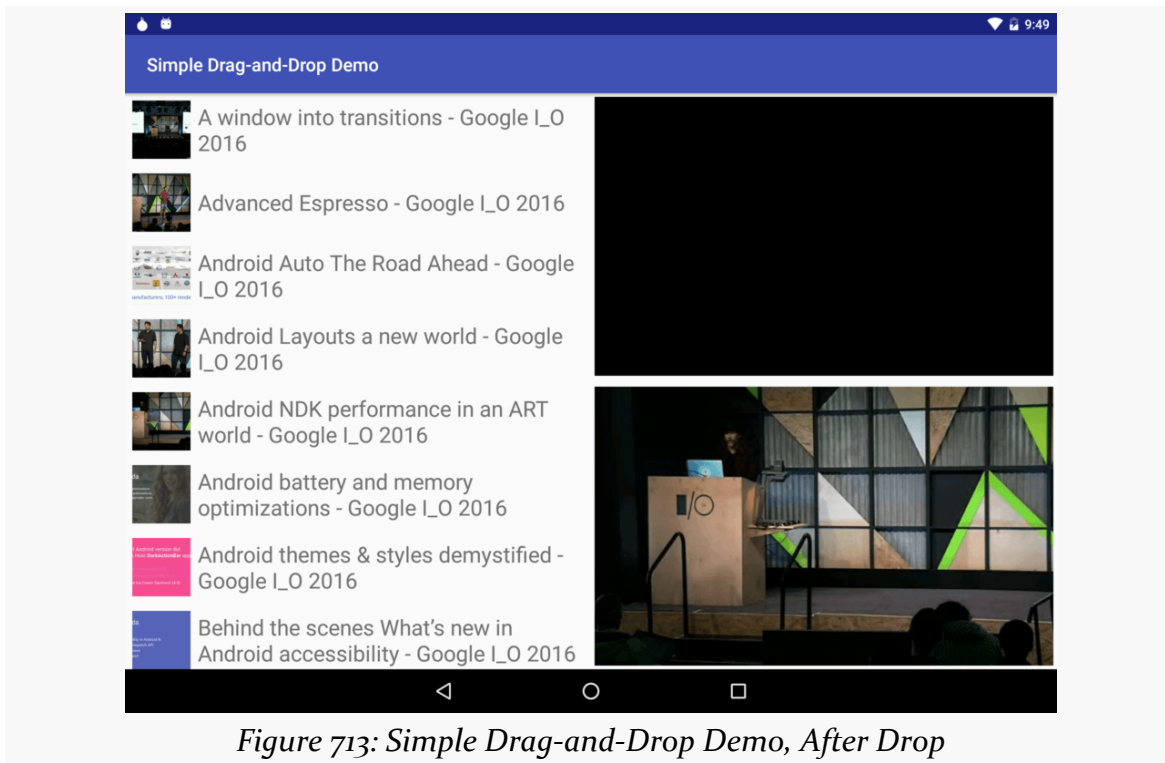 9:49
Simple Drag-and-Drop Demo
A window into transitions - Google I_O
2016
Advanced Espresso - Google I_O 2016
Android Auto The Road Ahead - Google
I_O 2016
Android Layouts a new world - Google
I_O 2016
Android NDK performance in an ART
world - Google I_O 2016
Android battery and memory
optimizations - Google I_O 2016
Android themes & styles demystified -
Google I_O 2016
Behind the scenes What’s new in
Android accessibility - Google I_O 2016
I/O
Figure 713: Simple Drag-and-Drop Demo, After Drop